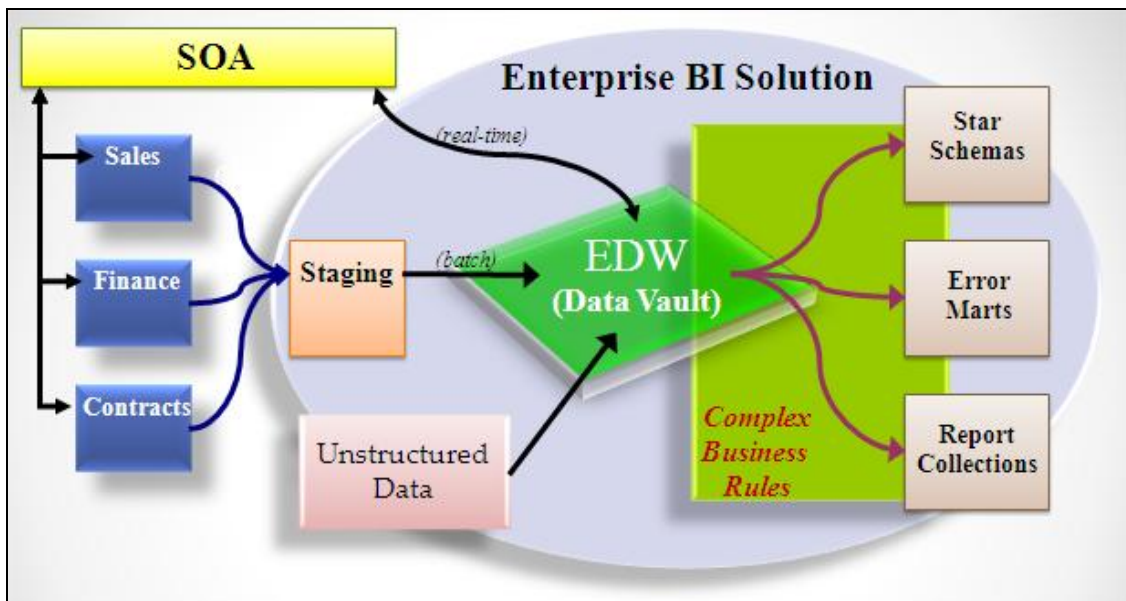 SOA
Enterprise BI Solution
(real-time)
Sales
Finance
Contracts
Staging
(batch)
EDW
(Data Vault)
Unstructured
Data
Complex
Business
Rules
Star
Schemas
Error
Marts
Report
Collections